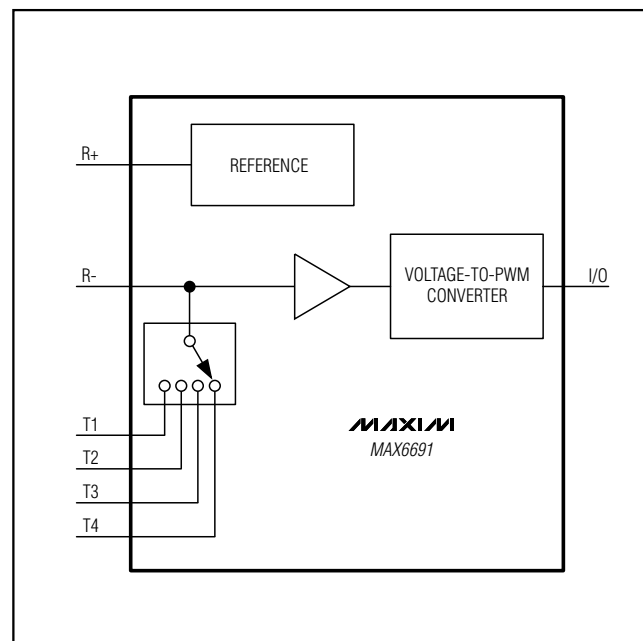 R+
REFERENCE
R-
VOLTAGE-TO-PWM
CONVERTER
I/O
T1
T2
T3
T4
MAXIM
MAX6691